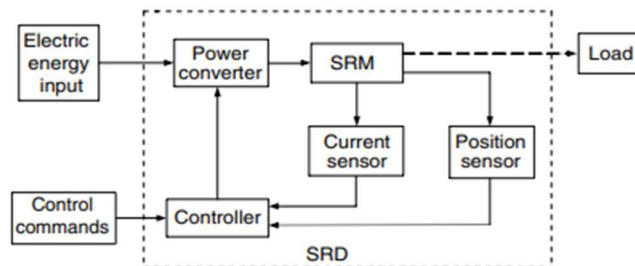 Electric
energy
input
Power
converter
SRM
Load
Current
sensor
Position
sensor
Control
commands
Controller
SRD